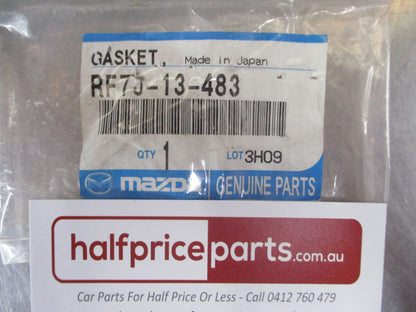 GASKET, Made in Japan
RF7J-13-483
QTY 1 LOT 3H09
mazda GENUINE PARTS
halfpriceparts.com.au
Car Parts For Half Price Or Less - Call 0412 760 479